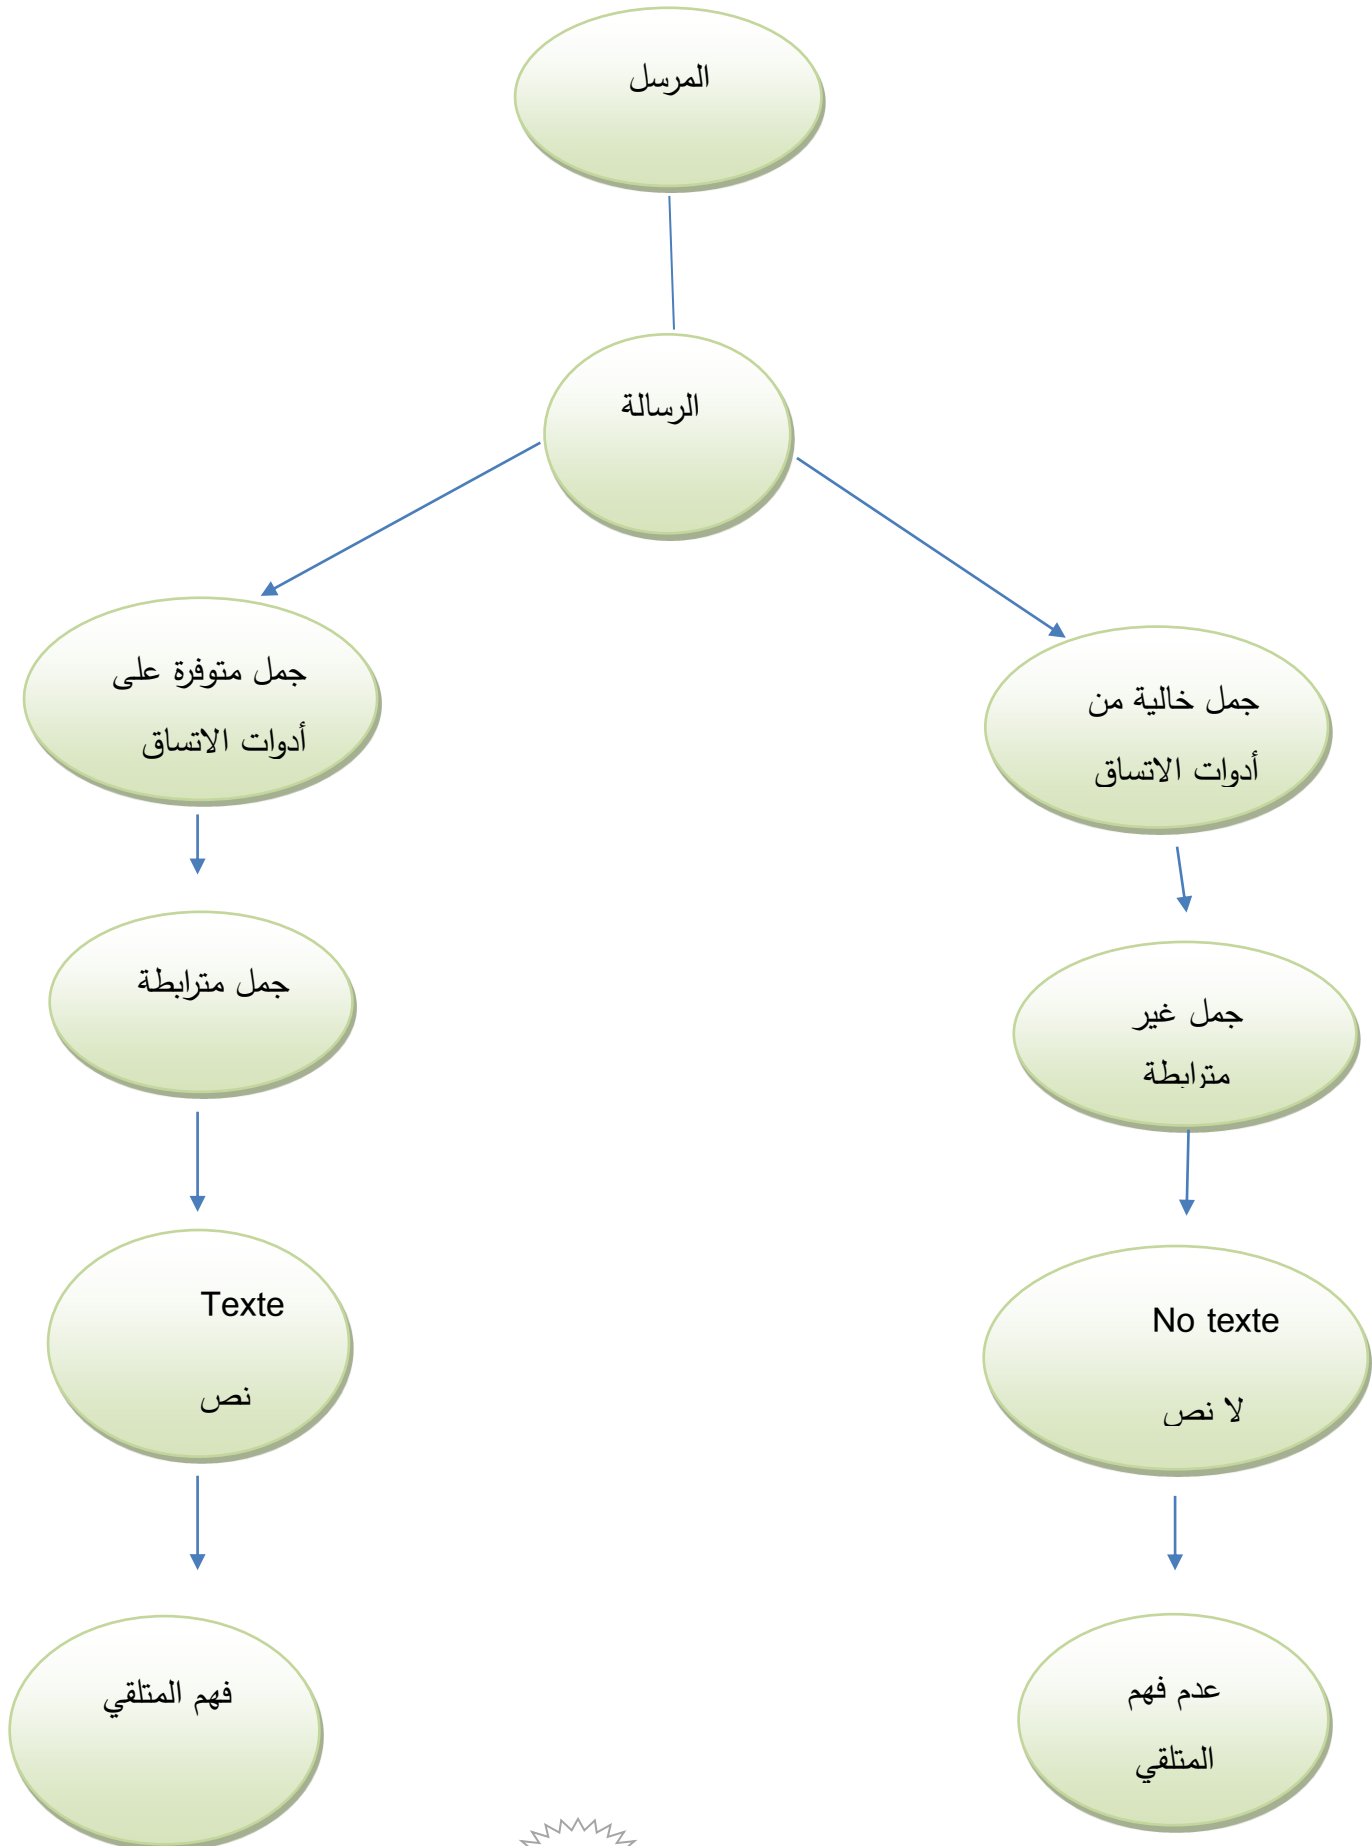 المرسل
الرسالة
جمل خالية من
أدوات الاتساق
جمل متوفرة على
أدوات الاتساق
جمل غير
مترابطة
جمل مترابطة
No texte
لا نص
Texte
نص
عدم فهم
المتلقي
فهم المتلقي